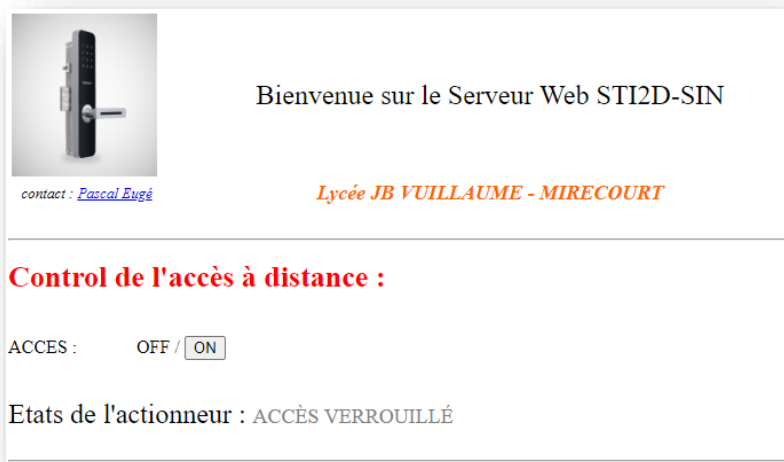 Bienvenue sur le Serveur Web STI2D-SIN
contact : Pascal Eugé
Lycée JB VUILLAUME - MIRECOURT
Control de l'accès à distance :
ACCES : OFF / ON
Etats de l'actionneur : ACCÈS VERROUILLÉ